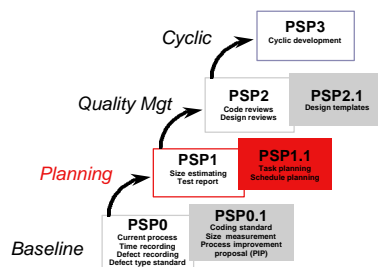 PSP3
Cyclic development
Cyclic
PSP2
Code reviews
Design reviews
PSP2.1
Design templates
Quality Mgt
PSP1
Size estimating
Test report
PSP1.1
Task planning
Schedule planning
Planning
PSP0
Current process
Time recording
Defect recording
Defect type standard
PSP0.1
Coding standard
Size measurement
Process improvement
proposal (PIP)
Baseline